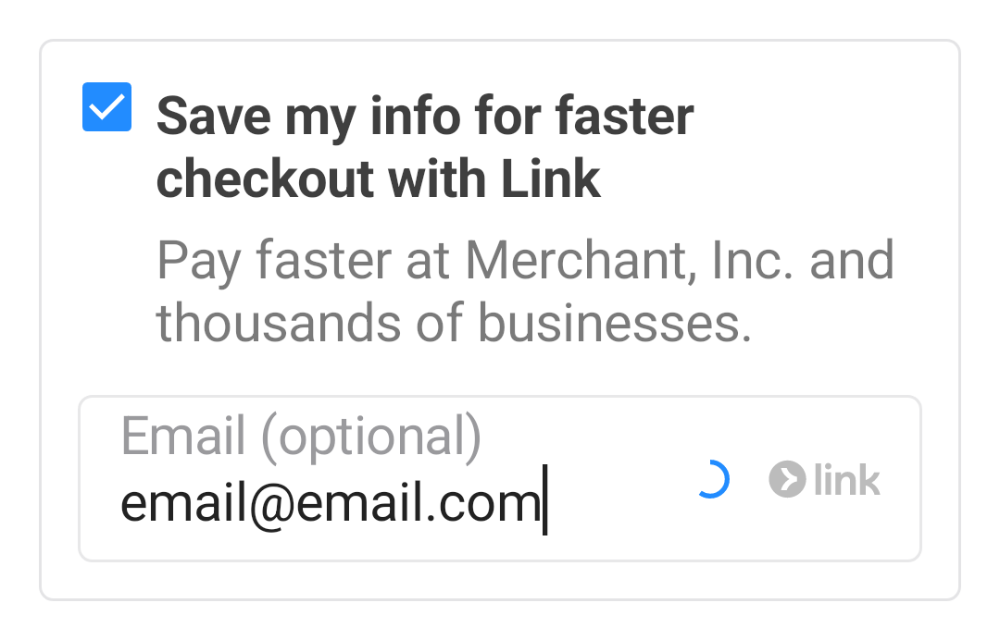 Save my info for faster
checkout with Link
Pay faster at Merchant, Inc. and
thousands of businesses.
Email (optional)
email@email.com
link